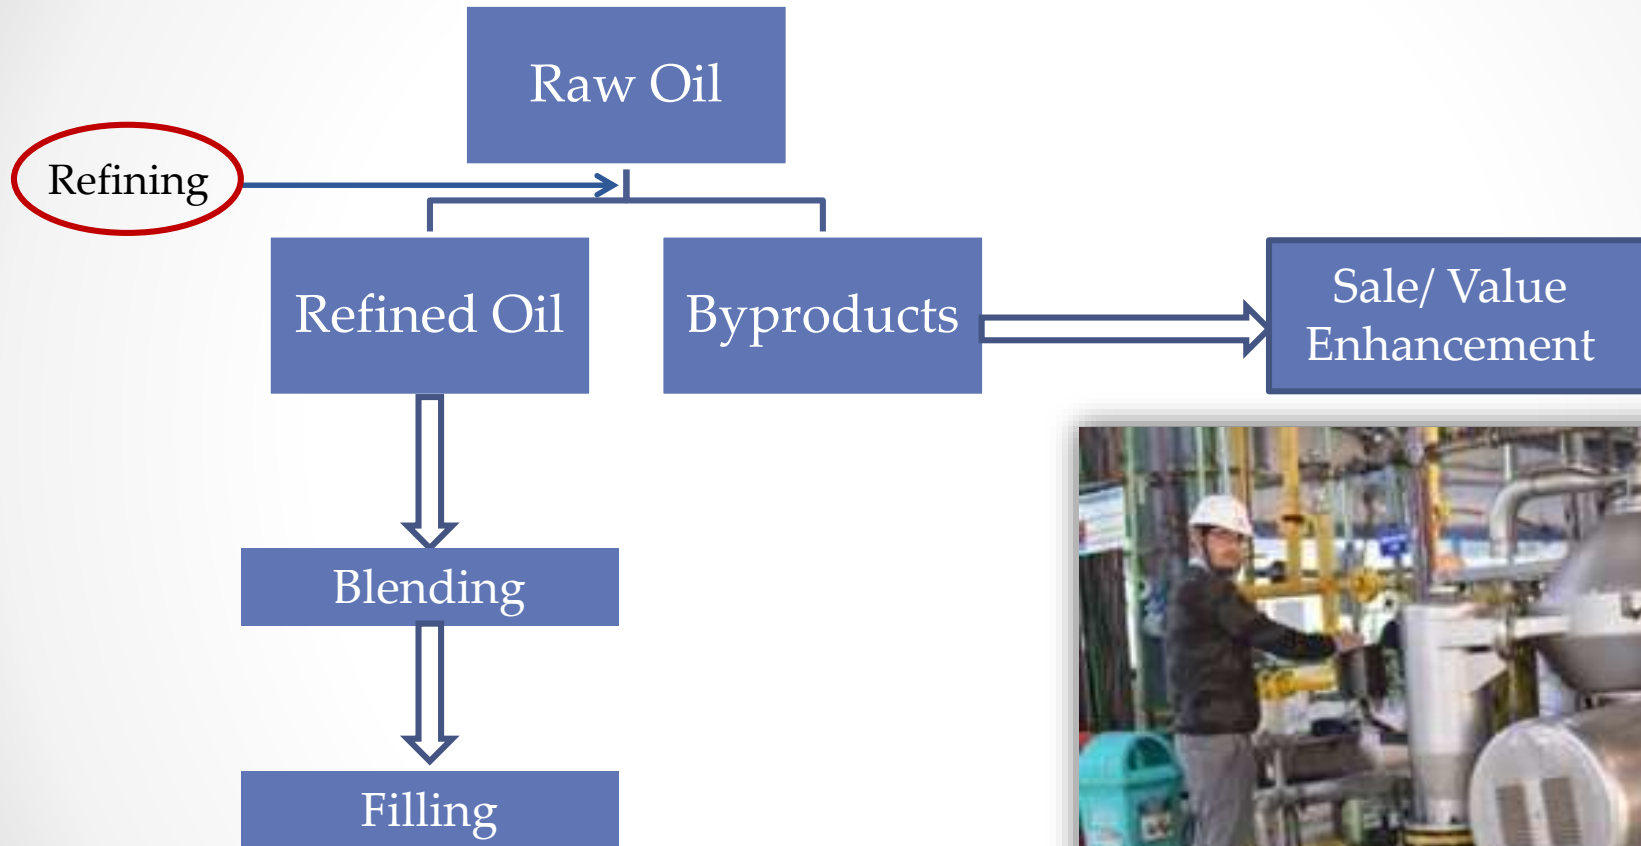 Raw Oil
Refining
Refined Oil
Byproducts
Sale/ Value
Enhancement
Blending
Filling